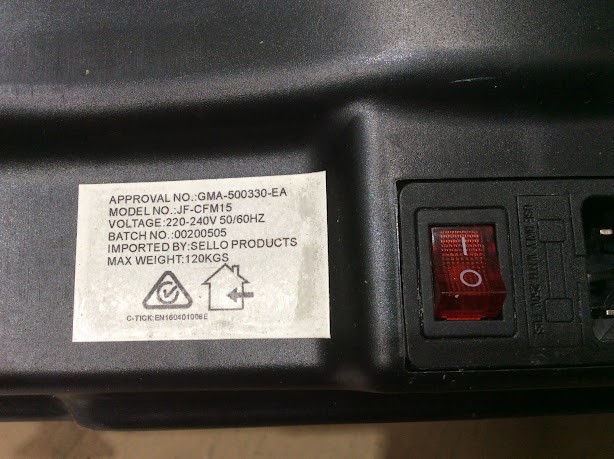 APPROVAL NO.:GMA-500330-EA
MODEL NO.:JF-CFM15
VOLTAGE:220-240V 50/60HZ
BATCH NO.:00200505
IMPORTED BY:SELLO PRODUCTS
MAX WEIGHT:120KGS
C-TICK:EN160401008E